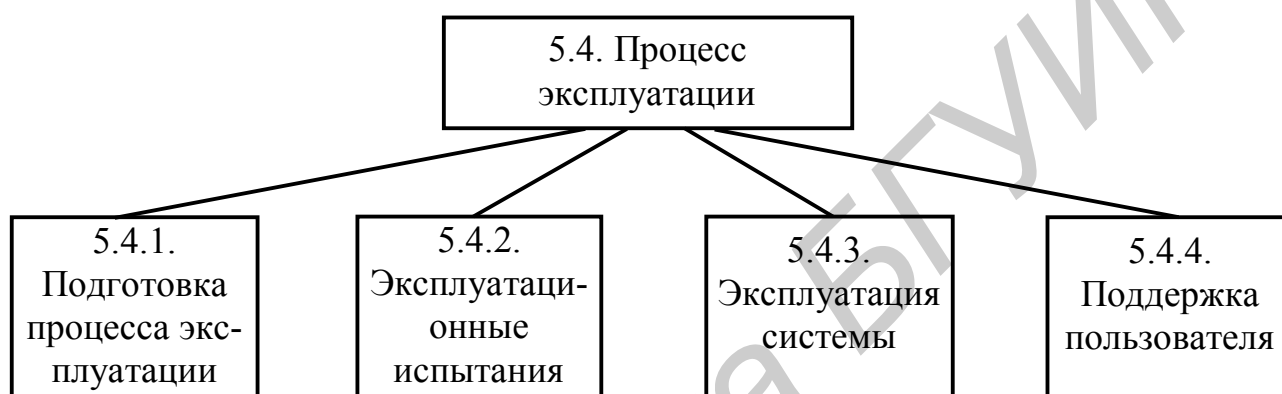 5.4. Процесс
эксплуатации
5.4.1.
Подготовка
процесса экс-
плуатации
5.4.2.
Эксплуатаци-
онные
испытания
5.4.3.
Эксплуатация
системы
5.4.4.
Поддержка
пользователя